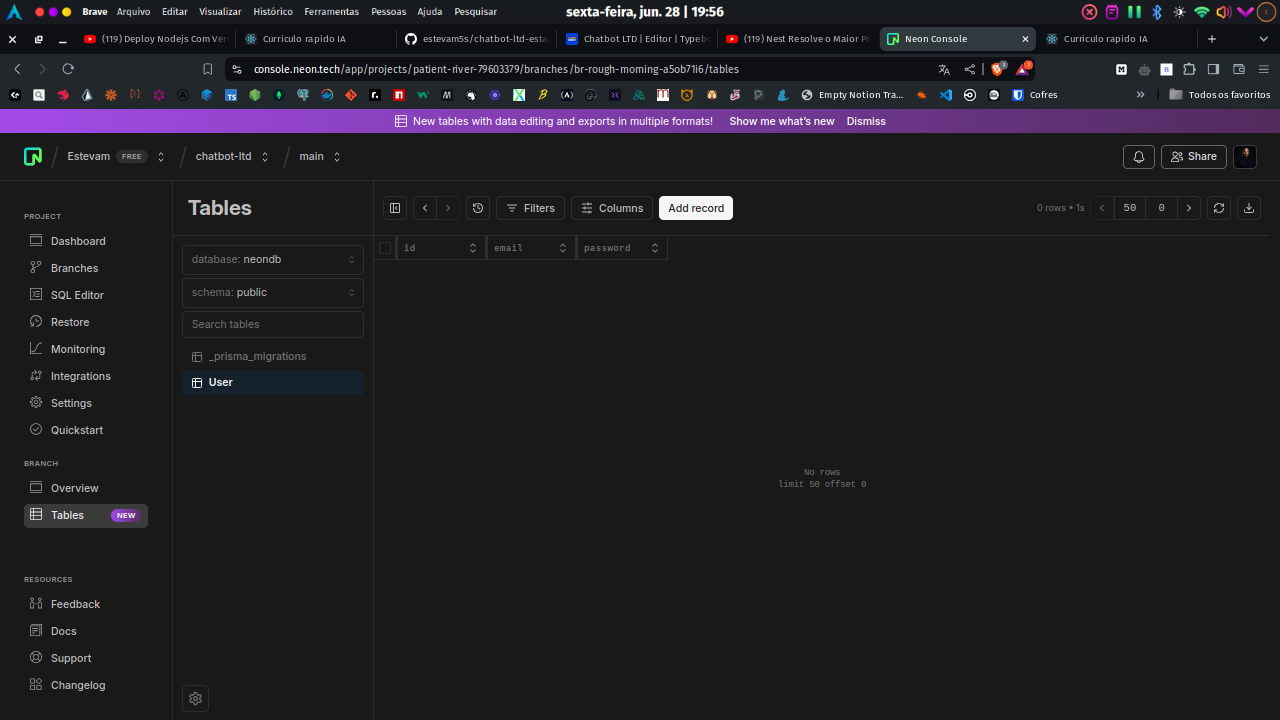 Brave Arquivo Editar Visualizar Histórico Ferramentas Pessoas Ajuda Pesquisar sexta-feira, jun. 28 | 19:56
(119) Deploy Nodejs Com Ver
Curriculo rapido IA
estevam5s/chatbot-ltd-esta
Chatbot LTD | Editor | Typeb
(119) Nest Resolve o Maior P
Neon Console
Curriculo rapido IA
console.neon.tech/app/projects/patient-river-79603379/branches/br-rough-morning-a5ob71i6/tables
Empty Notion Tra... Cofres Todos os favoritos
New tables with data editing and exports in multiple formats! Show me what's new Dismiss
Estevam FREE chatbot-ltd main Share
PROJECT
Dashboard
Branches
SQL Editor
Restore
Monitoring
Integrations
Settings
Quickstart
BRANCH
Overview
Tables NEW
RESOURCES
Feedback
Docs
Support
Changelog
Tables
database: neondb
schema: public
Search tables
_prisma_migrations
User
Filters Columns Add record 0 rows • 1s 50 0
id email password
No rows
limit 50 offset 0